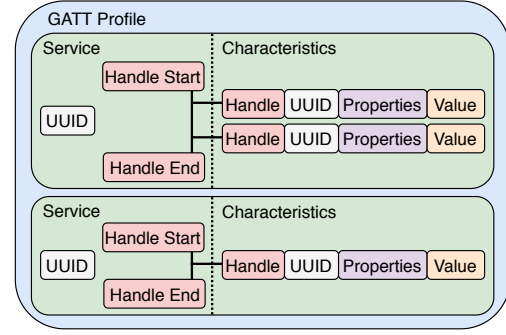 GATT Profile
Service Characteristics
Handle Start
Handle UUID Properties Value
UUID
Handle UUID Properties Value
Handle End
Service Characteristics
Handle Start
UUID Handle UUID Properties Value
Handle End